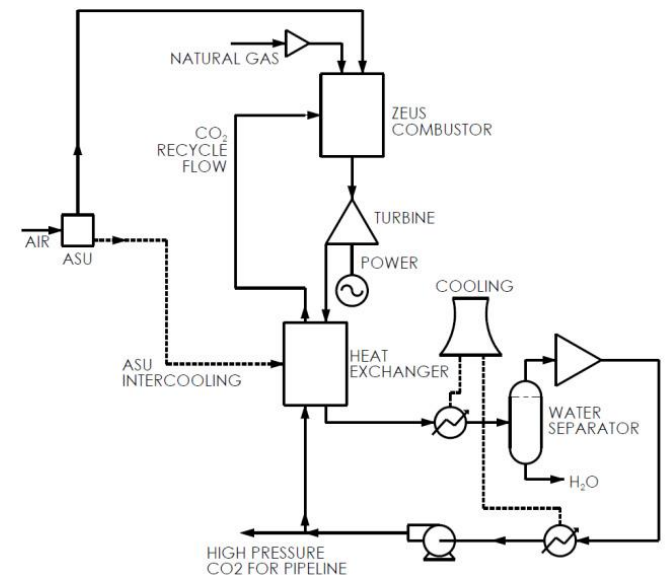 NATURAL GAS
ZEUS
COMBUSTOR
CO₂
RECYCLE
FLOW
TURBINE
AIR
ASU
POWER
COOLING
HEAT
EXCHANGER
ASU
INTERCOOLING
WATER
SEPARATOR
H₂O
HIGH PRESSURE
CO2 FOR PIPELINE